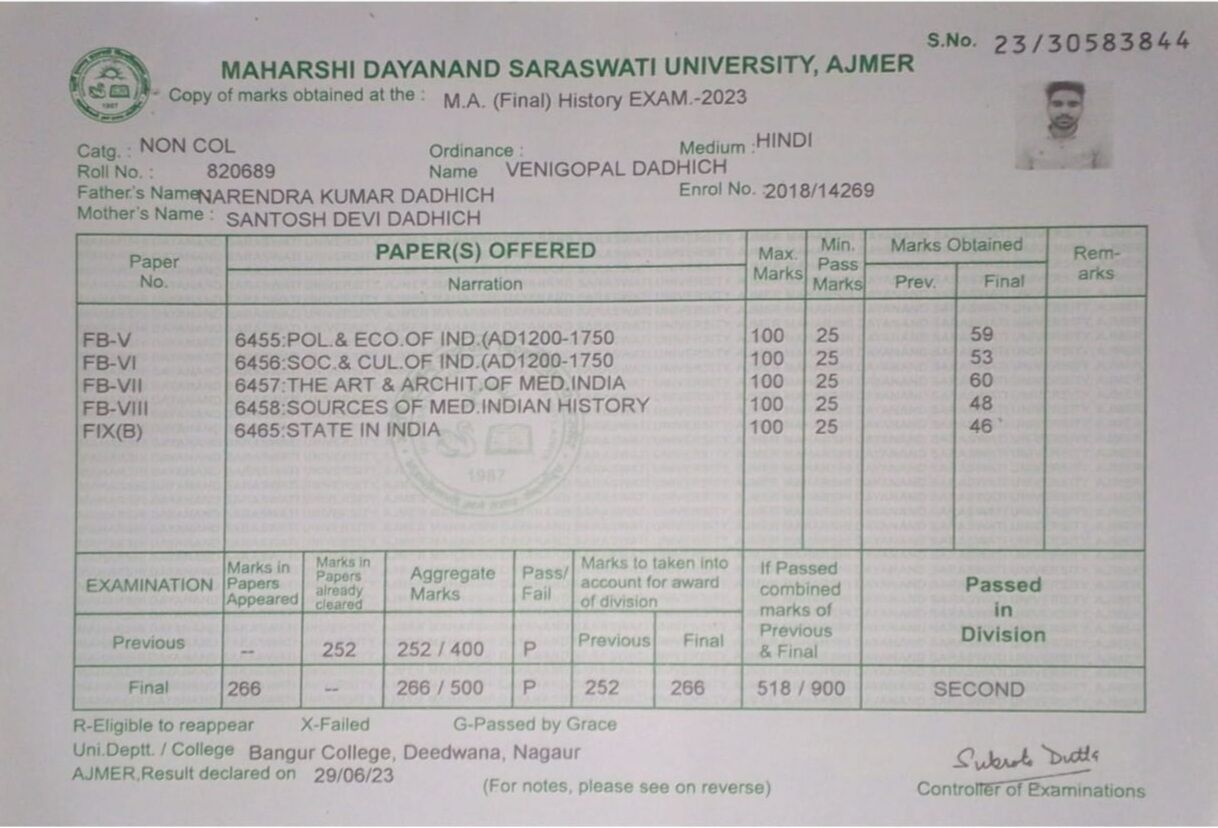 S.No. 23/30583844
MAHARSHI DAYANAND SARASWATI UNIVERSITY, AJMER
Copy of marks obtained at the : M.A. (Final) History EXAM.-2023
Catg. : NON COL Ordinance : Medium : HINDI
Roll No. : 820689 Name VENIGOPAL DADHICH
Father's Name NARENDRA KUMAR DADHICH Enrol No. :2018/14269
Mother's Name : SANTOSH DEVI DADHICH
Paper No. PAPER(S) OFFERED Max. Marks Min. Pass Marks Marks Obtained Rem-arks
Narration Prev. Final
FB-V 6455:POL.& ECO.OF IND.(AD1200-1750 100 25 59
FB-VI 6456:SOC.& CUL.OF IND.(AD1200-1750 100 25 53
FB-VII 6457:THE ART & ARCHIT.OF MED.INDIA 100 25 60
FB-VIII 6458:SOURCES OF MED.INDIAN HISTORY 100 25 48
FIX(B) 6465:STATE IN INDIA 100 25 46
1987
EXAMINATION Marks in Papers Appeared Marks in Papers already cleared Aggregate Marks Pass/Fail Marks to taken into account for award of division If Passed combined marks of Previous & Final Passed in Division
Previous -- 252 252 / 400 P Previous Final
Final 266 -- 266 / 500 P 252 266 518 / 900 SECOND
R-Eligible to reappear X-Failed G-Passed by Grace
Uni.Deptt. / College Bangur College, Deedwana, Nagaur
AJMER,Result declared on 29/06/23
(For notes, please see on reverse)
Subroto Dutta
Controller of Examinations